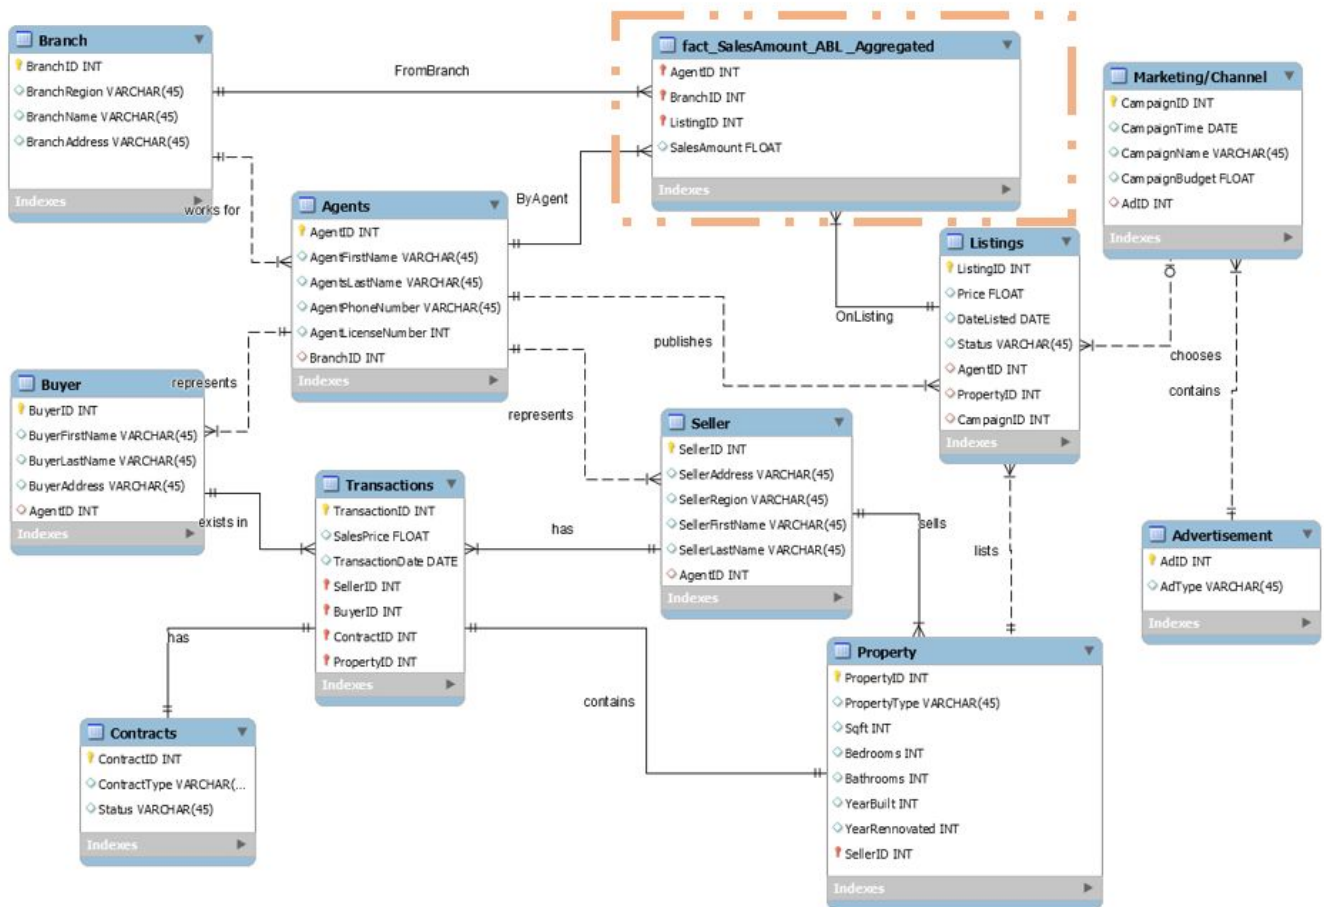 Branch
BranchID INT
BranchRegion VARCHAR(45)
BranchName VARCHAR(45)
BranchAddress VARCHAR(45)
Indexes
FromBranch
fact_SalesAmount_ABL _Aggregated
AgentID INT
BranchID INT
ListingID INT
SalesAmount FLOAT
Indexes
Marketing/Channel
CampaignID INT
CampaignTime DATE
CampaignName VARCHAR(45)
CampaignBudget FLOAT
AdID INT
Indexes
works for
Agents
AgentID INT
AgentFirstName VARCHAR(45)
AgentsLastName VARCHAR(45)
AgentPhoneNumber VARCHAR(45)
AgentLicenseNumber INT
BranchID INT
Indexes
ByAgent
Listings
ListingID INT
Price FLOAT
DateListed DATE
Status VARCHAR(45)
AgentID INT
PropertyID INT
CampaignID INT
Indexes
OnListing
publishes
chooses
contains
represents
represents
Buyer
BuyerID INT
BuyerFirstName VARCHAR(45)
BuyerLastName VARCHAR(45)
BuyerAddress VARCHAR(45)
AgentID INT
Indexes
exists in
Transactions
TransactionID INT
SalesPrice FLOAT
TransactionDate DATE
SellerID INT
BuyerID INT
ContractID INT
PropertyID INT
Indexes
has
Seller
SellerID INT
SellerAddress VARCHAR(45)
SellerRegion VARCHAR(45)
SellerFirstName VARCHAR(45)
SellerLastName VARCHAR(45)
AgentID INT
Indexes
sells
lists
Advertisement
AdID INT
AdType VARCHAR(45)
Indexes
has
contains
Contracts
ContractID INT
ContractType VARCHAR(...
Status VARCHAR(45)
Indexes
Property
PropertyID INT
PropertyType VARCHAR(45)
Sqft INT
Bedrooms INT
Bathrooms INT
YearBuilt INT
YearRennovated INT
SellerID INT
Indexes